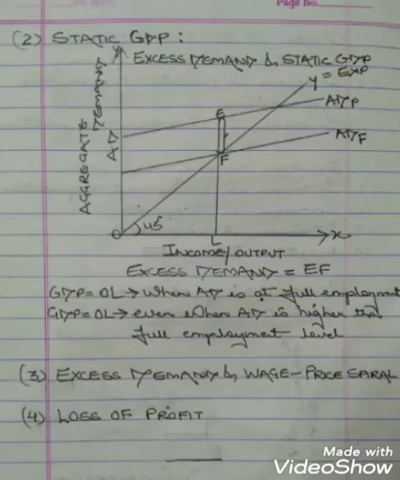 Page No.
(2) STATIC GDP :
EXCESS DEMAND & STATIC GDP
Y = EXP
Y
ADP
ADF
AGGREGATE DEMAND
AD
E
F
45°
O
L
X
INCOME/OUTPUT
EXCESS DEMAND = EF
GDP = OL → When AD is at full employment
GDP = OL → even when AD is higher than
full employment level
(3) EXCESS DEMAND & WAGE-PRICE SPIRAL
(4) LOSS OF PROFIT
Made with
VideoShow